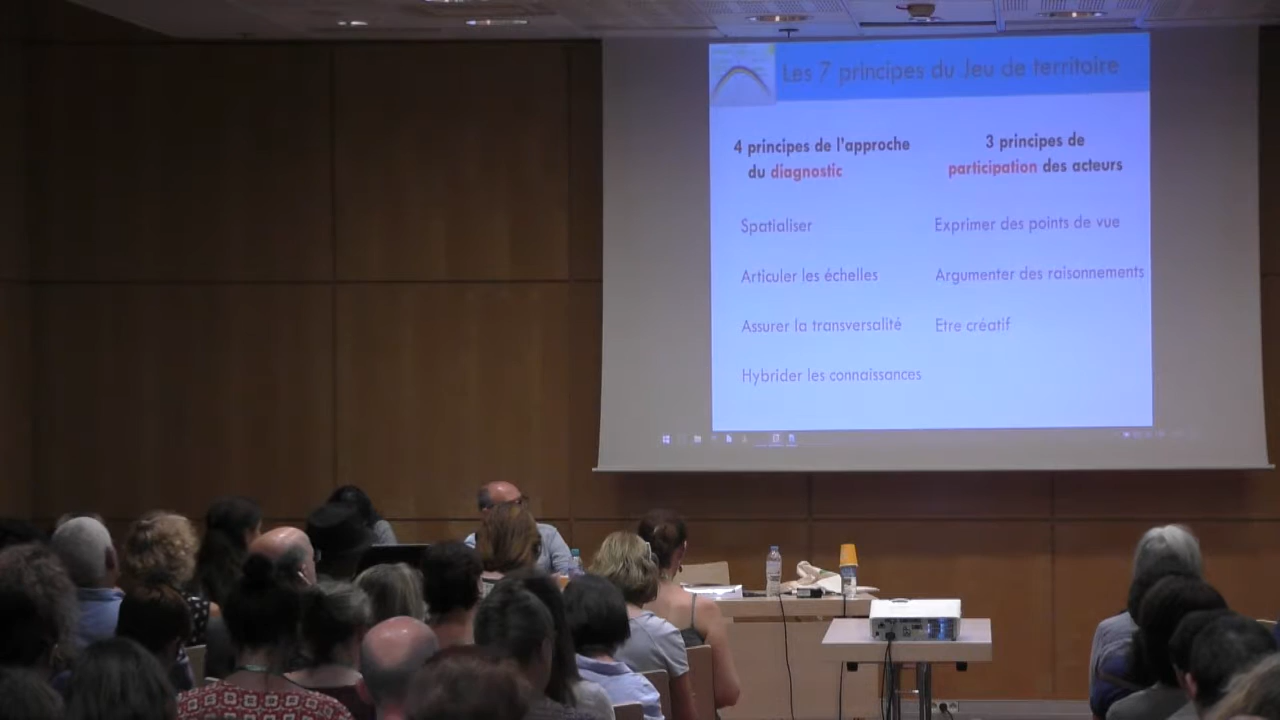 Les 7 principes du Jeu de territoire
4 principes de l'approche
du diagnostic
Spatialiser
Articuler les échelles
Assurer la transversalité
Hybrider les connaissances
3 principes de
participation des acteurs
Exprimer des points de vue
Argumenter des raisonnements
Etre créatif